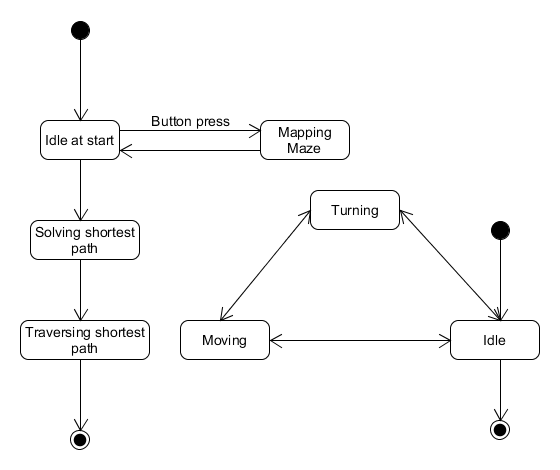 Button press
Idle at start
Mapping
Maze
Turning
Solving shortest
path
Traversing shortest
path
Moving
Idle